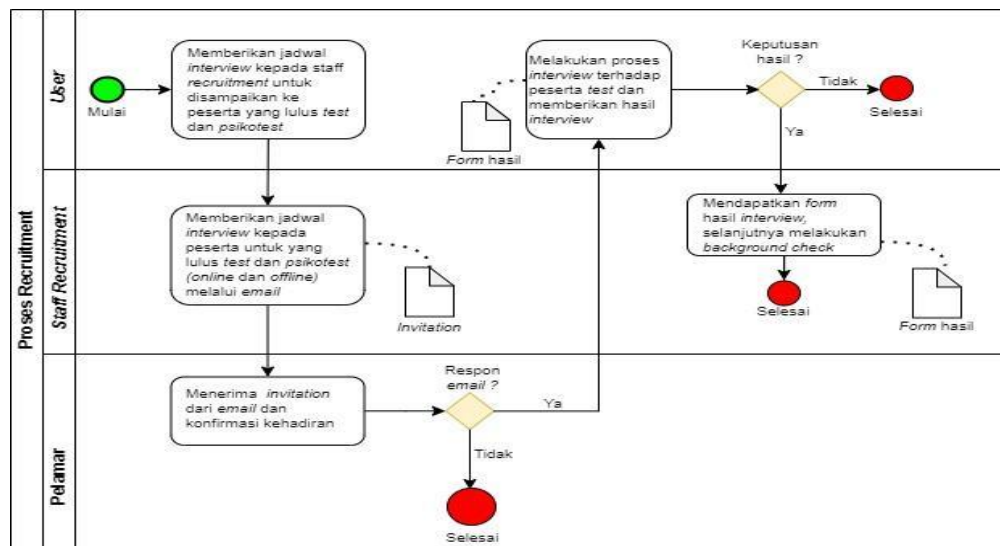 Proses Recruitment
User
Mulai
Memberikan jadwal
interview kepada staff
recruitment untuk
disampaikan ke
peserta yang lulus test
dan psikotest
Form hasil
Melakukan proses
interview terhadap
peserta test dan
memberikan hasil
interview
Keputusan
hasil ?
Tidak
Selesai
Ya
Staff Recruitment
Memberikan jadwal
interview kepada
peserta untuk yang
lulus test dan psikotest
(online dan offline)
melalui email
Invitation
Mendapatkan form
hasil interview,
selanjutnya melakukan
background check
Selesai
Form hasil
Pelamar
Menerima invitation
dari email dan
konfirmasi kehadiran
Respon
email ?
Ya
Tidak
Selesai